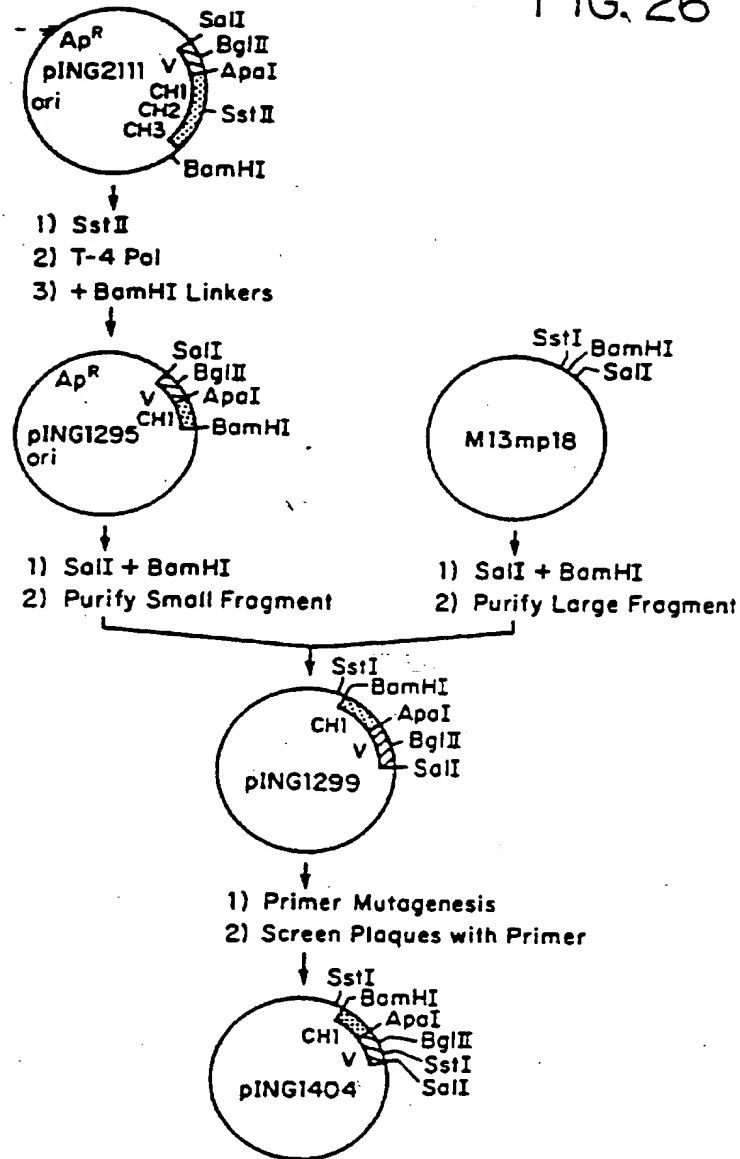 FIG. 26
SalI
BglII
ApaI
SstII
BamHI
ApR
pING2111
ori
V
CH1
CH2
CH3
1) SstII
2) T-4 Pol
3) + BamHI Linkers
SalI
BglII
ApaI
BamHI
ApR
V
CH1
pING1295
ori
SstI
BamHI
SalI
M13mp18
1) SalI + BamHI
2) Purify Small Fragment
1) SalI + BamHI
2) Purify Large Fragment
SstI
BamHI
ApaI
BglII
SalI
CH1
V
pING1299
1) Primer Mutagenesis
2) Screen Plaques with Primer
SstI
BamHI
ApaI
BglII
SstI
SalI
CH1
V
pING1404